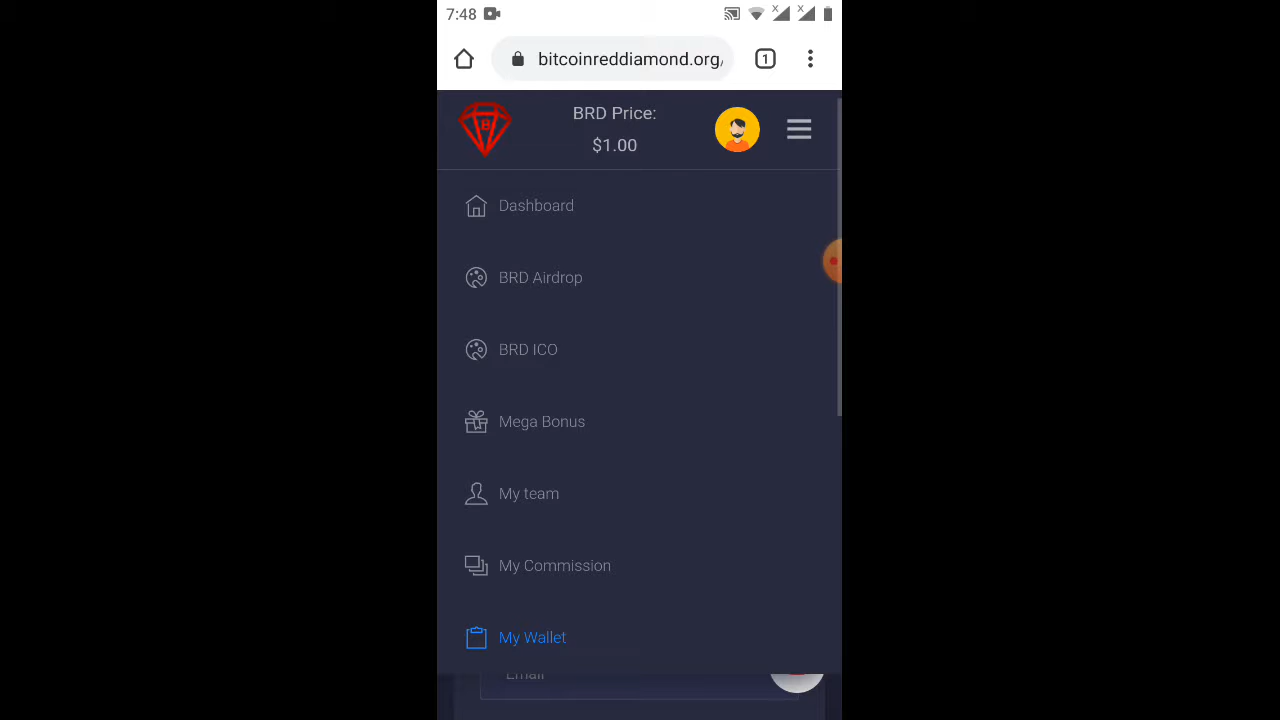 7:48
bitcoinreddiamond.org/
1
BRD Price:
$1.00
B
Dashboard
BRD Airdrop
BRD ICO
Mega Bonus
My team
My Commission
My Wallet
Email